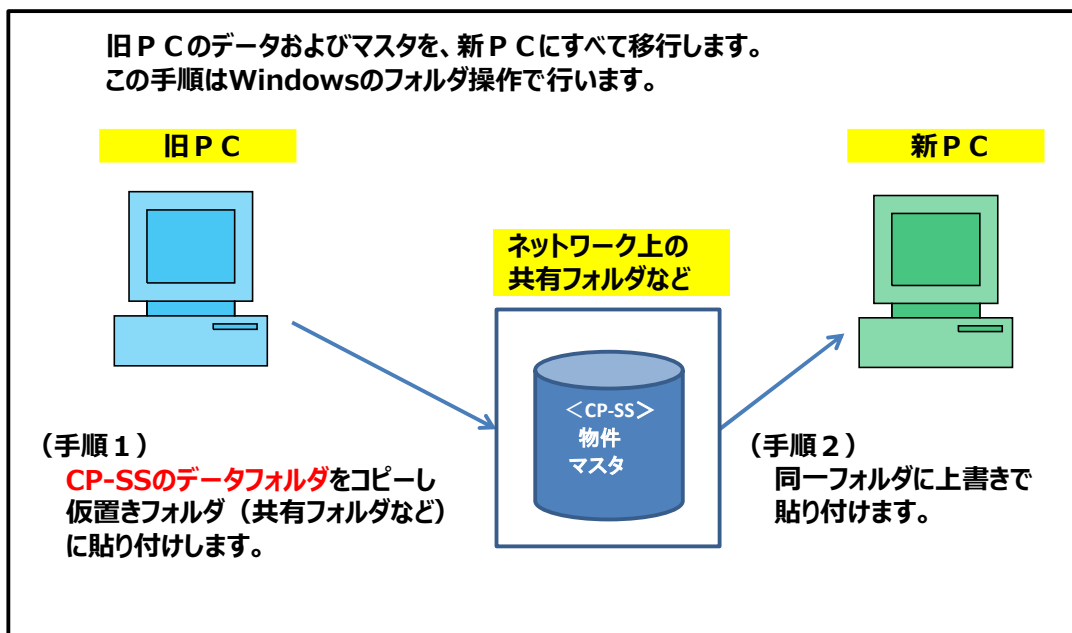 旧ＰＣのデータおよびマスタを、新ＰＣにすべて移行します。
この手順はWindowsのフォルダ操作で行います。
旧ＰＣ
新ＰＣ
ネットワーク上の
共有フォルダなど
＜CP-SS＞
物件
マスタ
（手順１）
CP-SSのデータフォルダをコピーし
仮置きフォルダ（共有フォルダなど）
に貼り付けします。
（手順２）
同一フォルダに上書きで
貼り付けます。